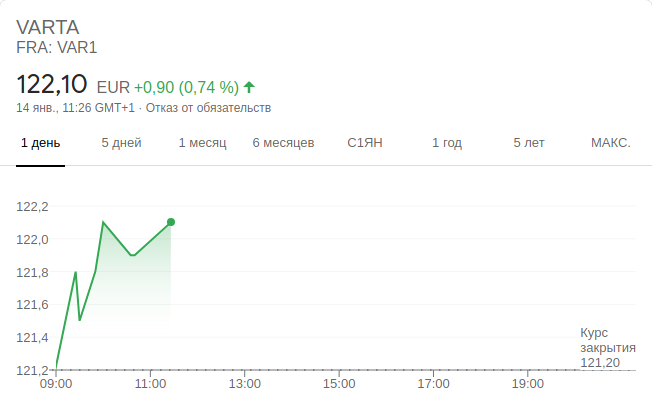 VARTA
FRA: VAR1
122,10 EUR +0,90 (0,74 %)
14 янв., 11:26 GMT+1 · Отказ от обязательств
1 день 5 дней 1 месяц 6 месяцев С1ЯН 1 год 5 лет МАКС.
122,2
122,0
121,8
121,6
121,4
Курс
закрытия
121,20
121,2
09:00 11:00 13:00 15:00 17:00 19:00